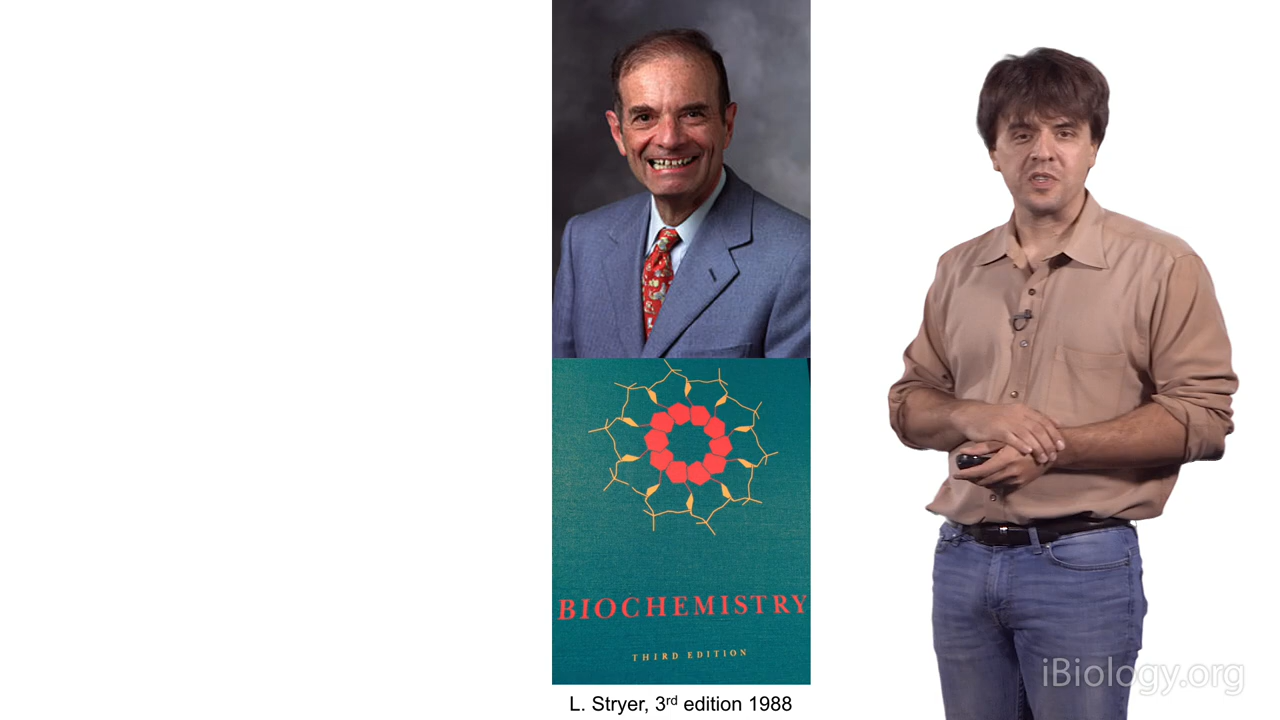 BIOCHEMISTRY
THIRD EDITION
L. Stryer, 3rd edition 1988
iBiology.org